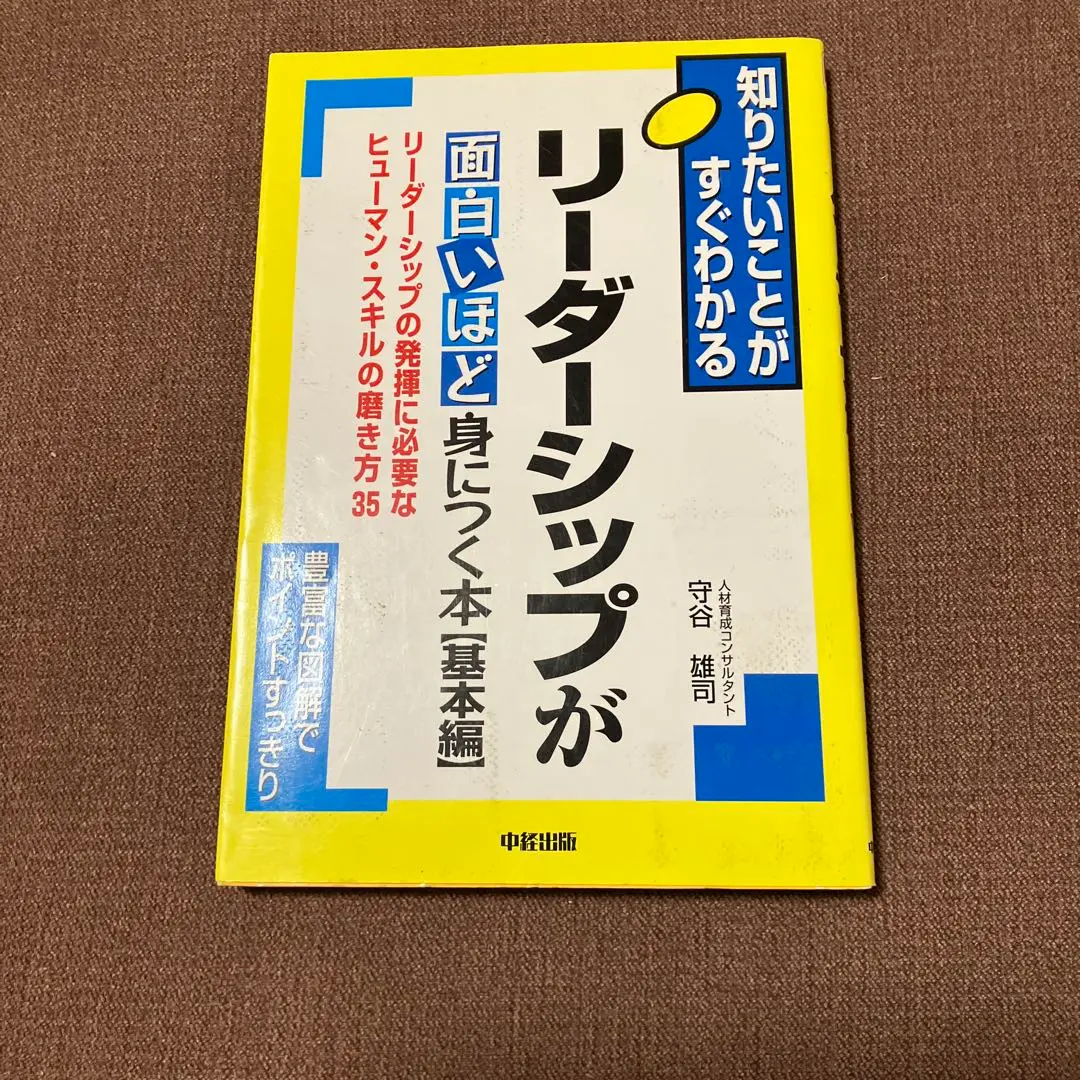 知りたいことが
すぐわかる
リーダーシップが
面白いほど身につく本【基本編】
リーダーシップの発揮に必要な
ヒューマン・スキルの磨き方 35
人材育成コンサルタント
守谷 雄司
豊富な図解で
ポイントすっきり
中経出版